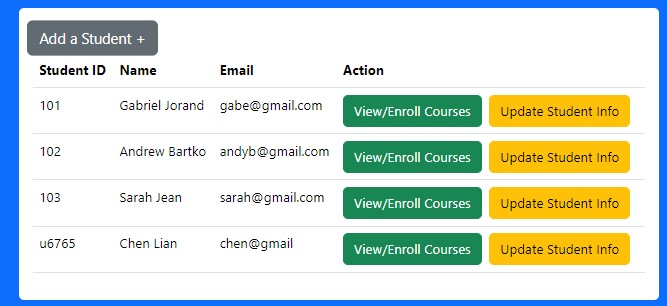 Add a Student +
Student ID Name Email Action
101 Gabriel Jorand gabe@gmail.com View/Enroll Courses Update Student Info
102 Andrew Bartko andyb@gmail.com View/Enroll Courses Update Student Info
103 Sarah Jean sarah@gmail.com View/Enroll Courses Update Student Info
u6765 Chen Lian chen@gmail View/Enroll Courses Update Student Info